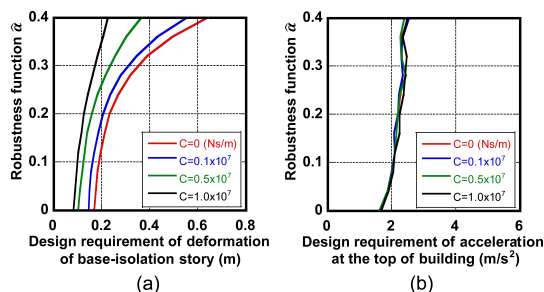 (a)
Robustness function α̂
0.4
0.3
0.2
0.1
0
C=0 (Ns/m)
C=0.1x10⁷
C=0.5x10⁷
C=1.0x10⁷
0 0.2 0.4 0.6 0.8
Design requirement of deformation
of base-isolation story (m)
(a)
(b)
Robustness function α̂
0.4
0.3
0.2
0.1
0
C=0 (Ns/m)
C=0.1x10⁷
C=0.5x10⁷
C=1.0x10⁷
0 2 4 6
Design requirement of acceleration
at the top of building (m/s²)
(b)